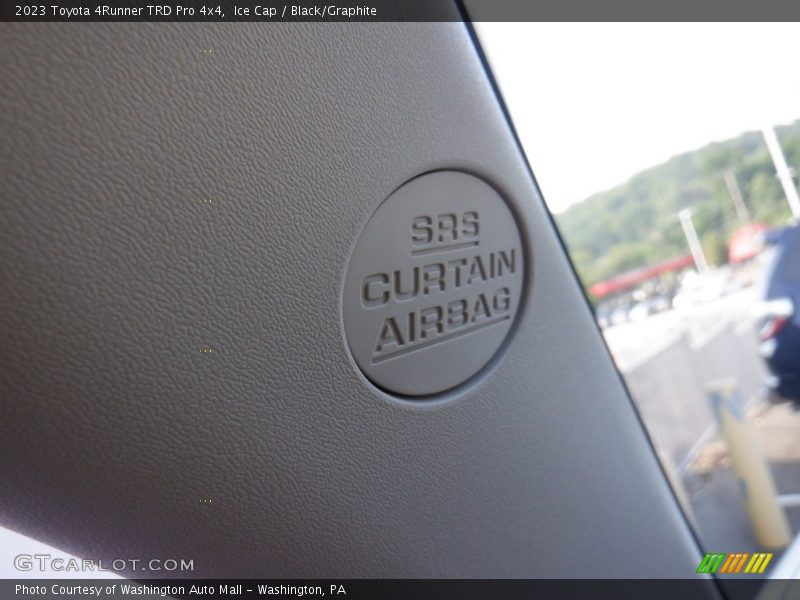 2023 Toyota 4Runner TRD Pro 4x4, Ice Cap / Black/Graphite
SRS
CURTAIN
AIRBAG
GTCARLOT.COM
Photo Courtesy of Washington Auto Mall - Washington, PA